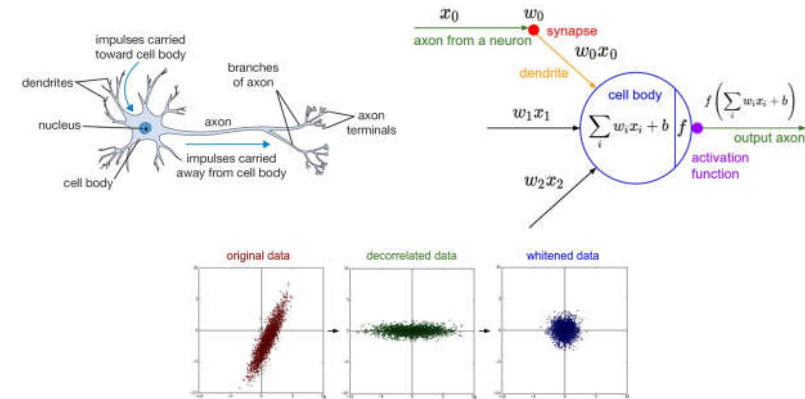 impulses carried
toward cell body
dendrites
nucleus
cell body
axon
impulses carried
away from cell body
branches
of axon
axon
terminals
x₀
w₀
synapse
axon from a neuron
w₀x₀
dendrite
cell body
w₁x₁
∑ᵢ wᵢxᵢ + b
f
f(∑ᵢ wᵢxᵢ + b)
output axon
activation
function
w₂x₂
original data
decorrelated data
whitened data